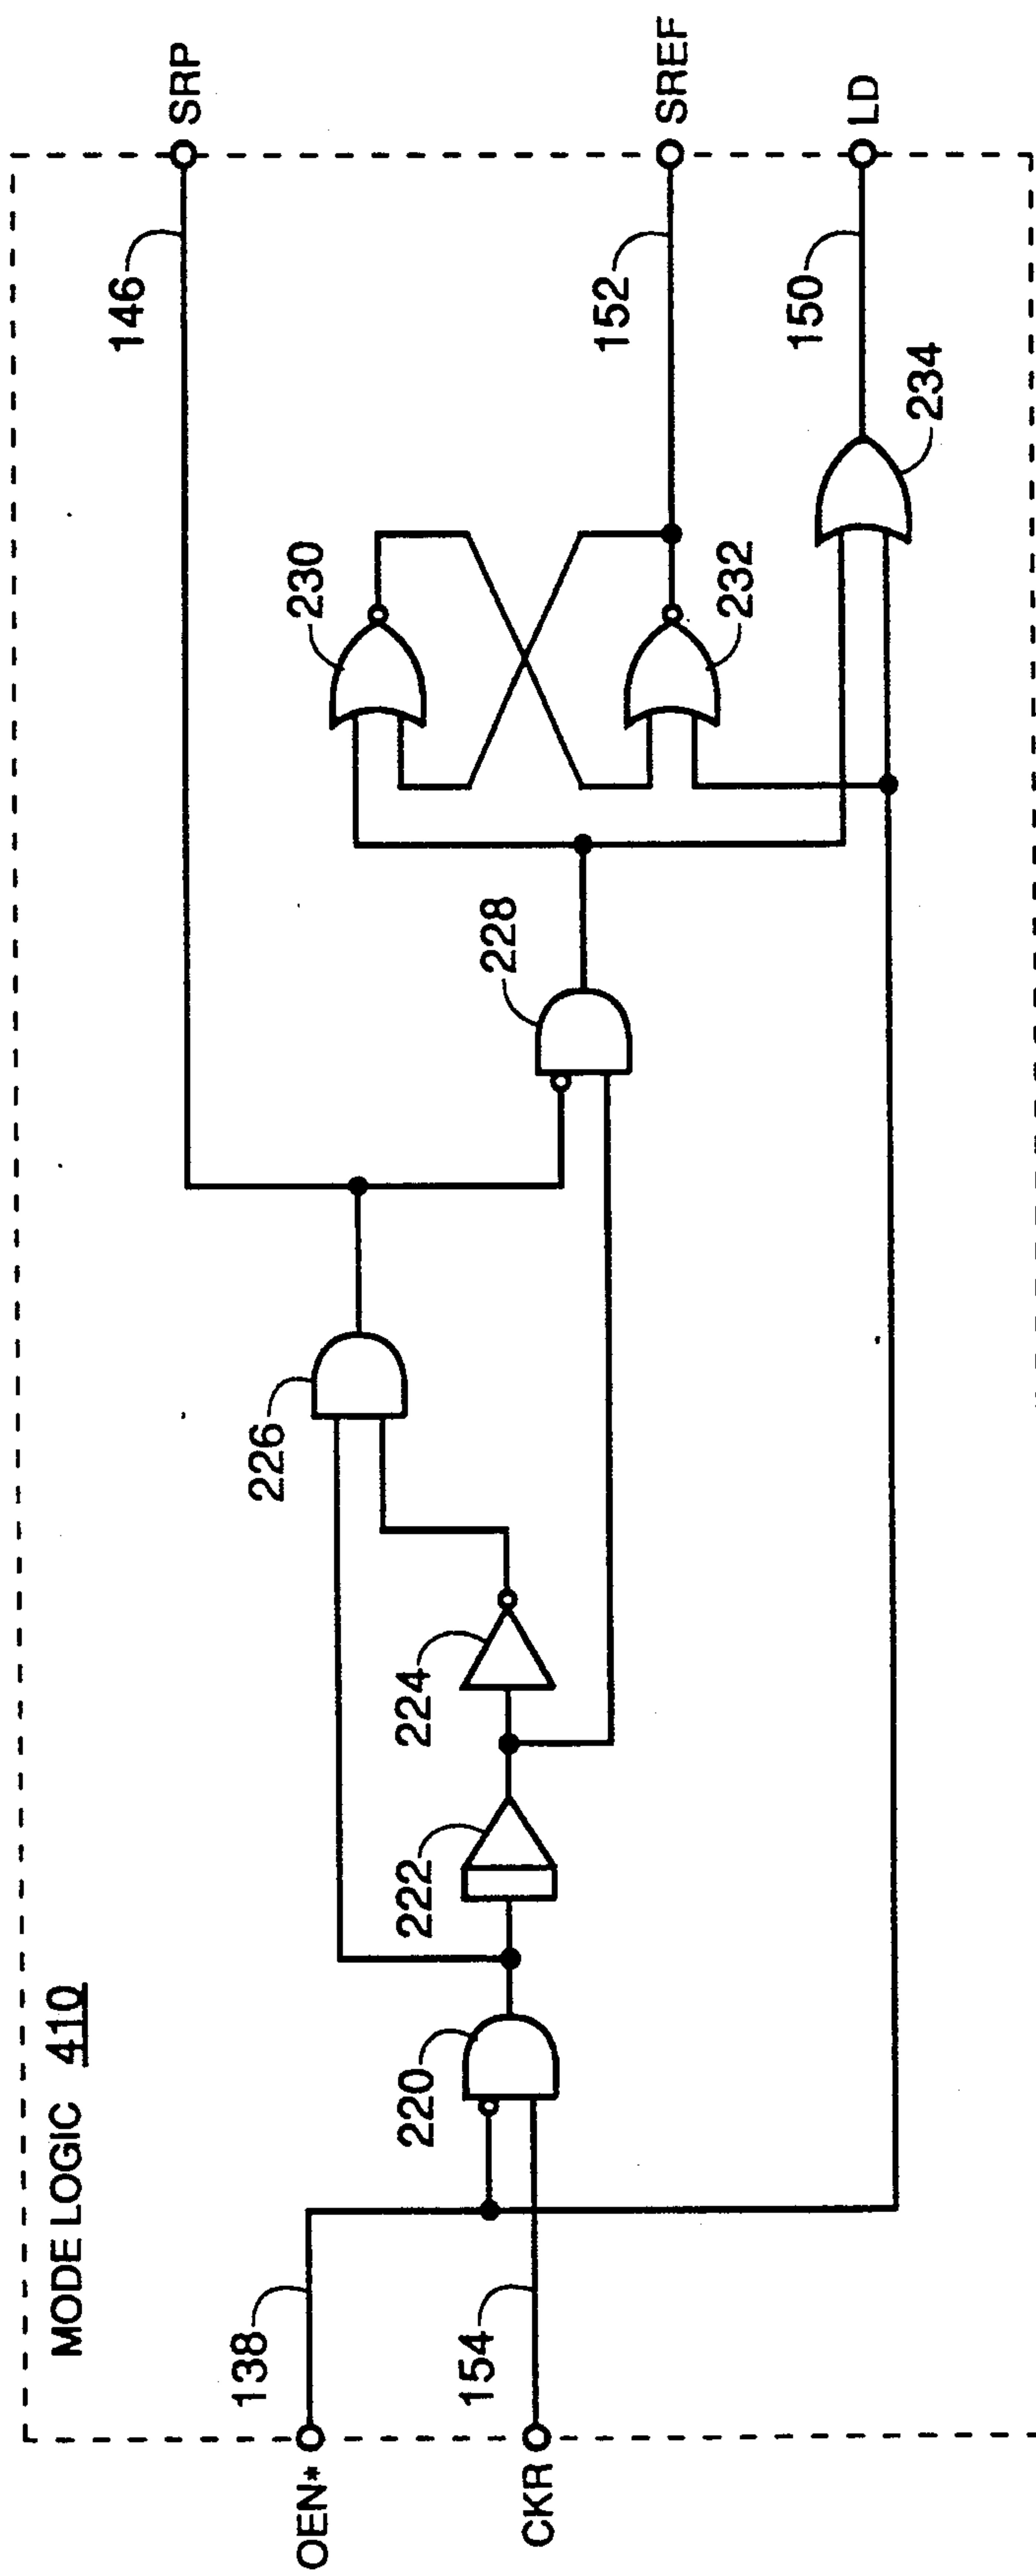 MODE LOGIC 410
OEN*
138
CKR
154
220
222
224
226
228
230
232
234
146
SRP
152
SREF
150
LD